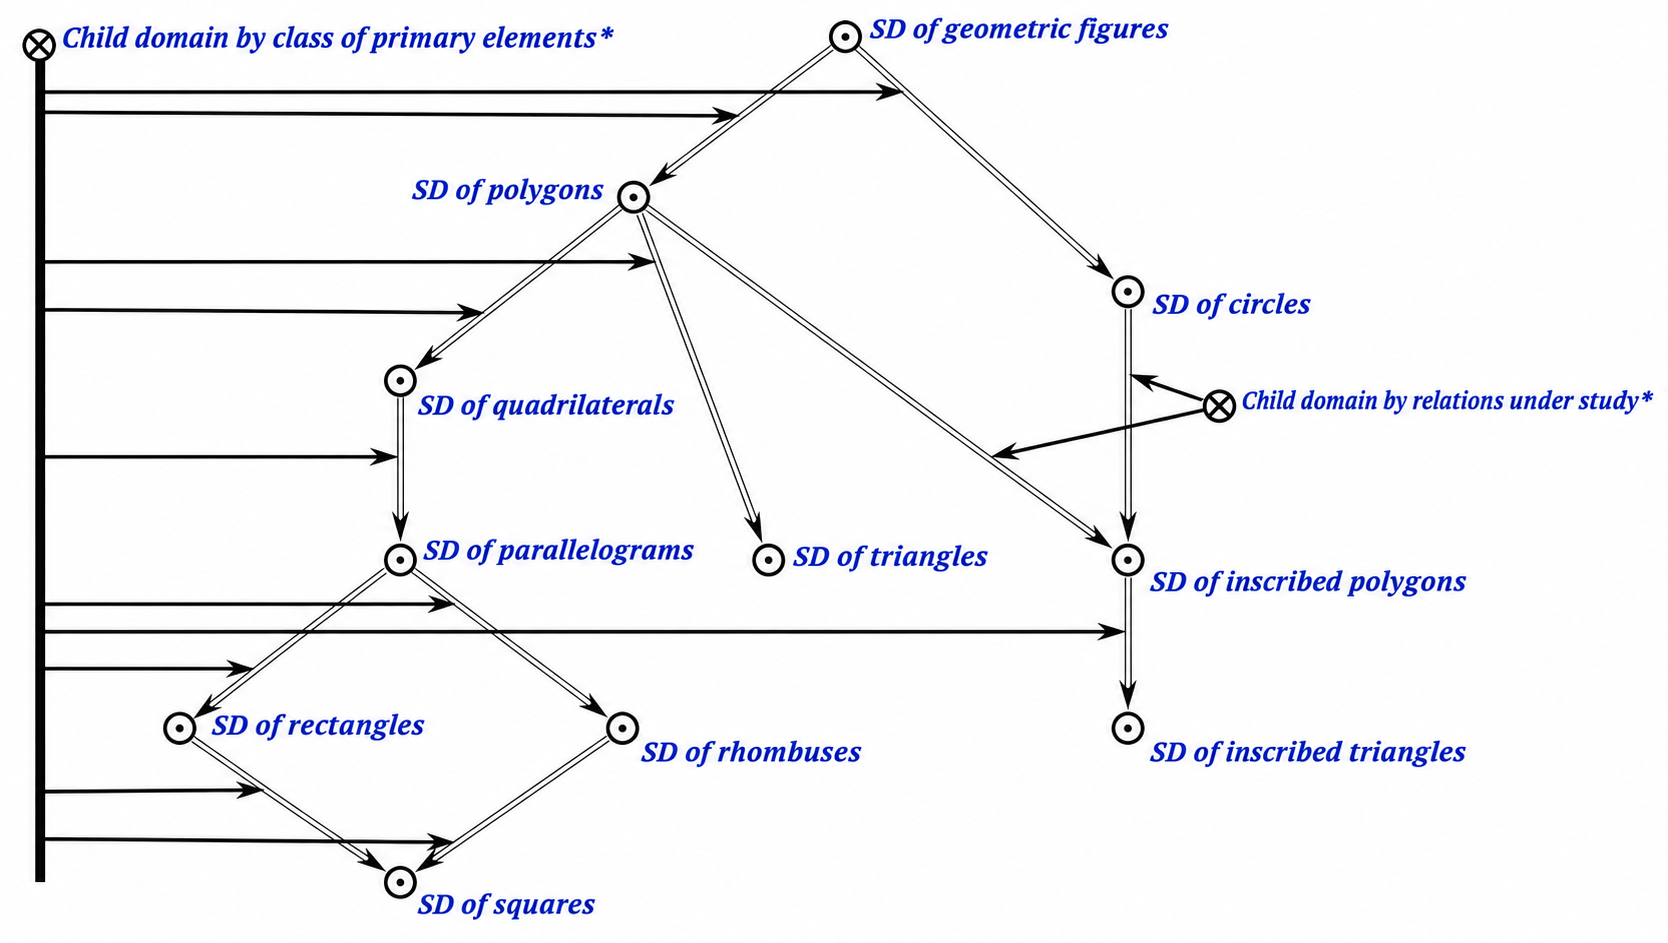 Child domain by class of primary elements*
SD of geometric figures
SD of polygons
SD of circles
SD of quadrilaterals
Child domain by relations under study*
SD of parallelograms
SD of triangles
SD of inscribed polygons
SD of rectangles
SD of rhombuses
SD of inscribed triangles
SD of squares